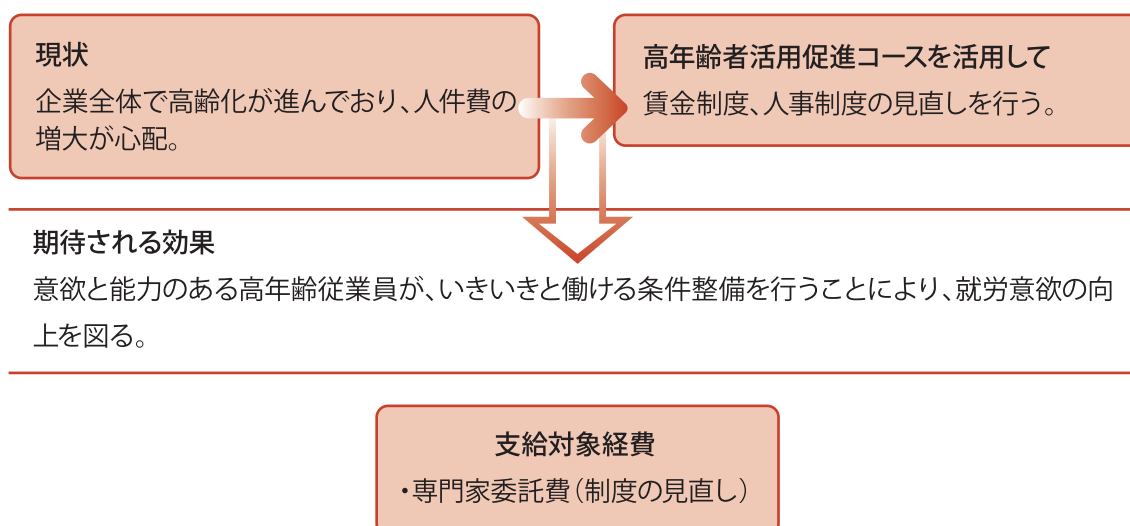 現状
企業全体で高齢化が進んでおり、人件費の
増大が心配。
高年齢者活用促進コースを活用して
賃金制度、人事制度の見直しを行う。
期待される効果
意欲と能力のある高年齢従業員が、いきいきと働ける条件整備を行うことにより、就労意欲の向
上を図る。
支給対象経費
・専門家委託費（制度の見直し）